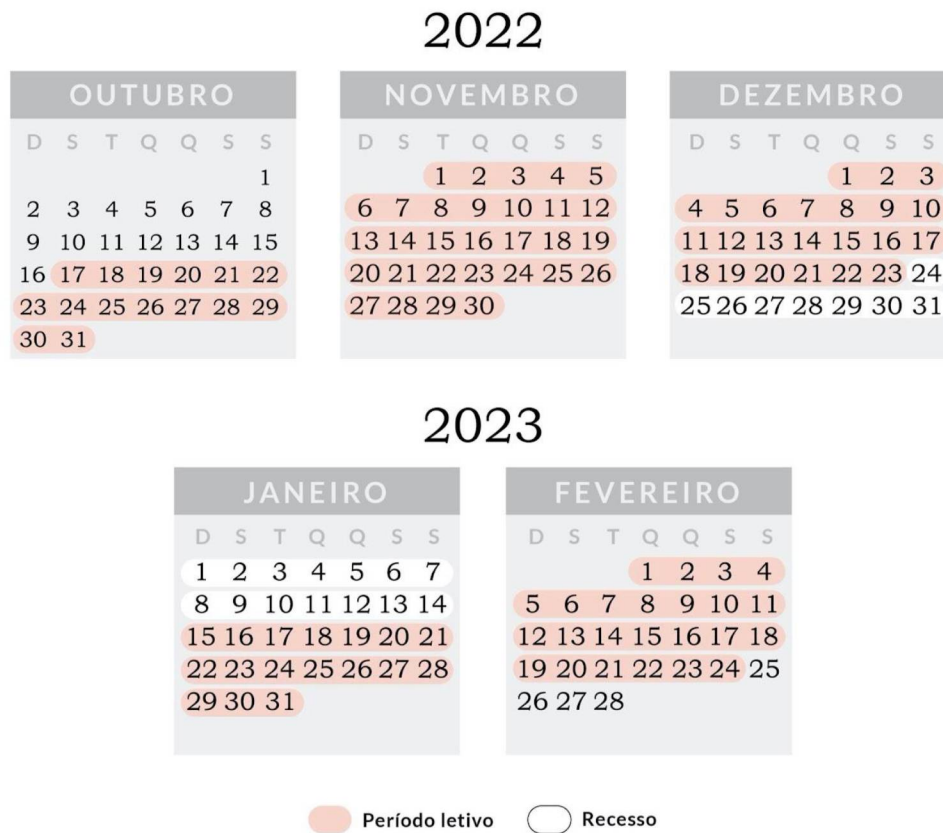 2022
OUTUBRO
D S T Q Q S S
1
2 3 4 5 6 7 8
9 10 11 12 13 14 15
16 17 18 19 20 21 22
23 24 25 26 27 28 29
30 31
NOVEMBRO
D S T Q Q S S
1 2 3 4 5
6 7 8 9 10 11 12
13 14 15 16 17 18 19
20 21 22 23 24 25 26
27 28 29 30
DEZEMBRO
D S T Q Q S S
1 2 3
4 5 6 7 8 9 10
11 12 13 14 15 16 17
18 19 20 21 22 23 24
25 26 27 28 29 30 31
2023
JANEIRO
D S T Q Q S S
1 2 3 4 5 6 7
8 9 10 11 12 13 14
15 16 17 18 19 20 21
22 23 24 25 26 27 28
29 30 31
FEVEREIRO
D S T Q Q S S
1 2 3 4
5 6 7 8 9 10 11
12 13 14 15 16 17 18
19 20 21 22 23 24 25
26 27 28
Período letivo
Recesso